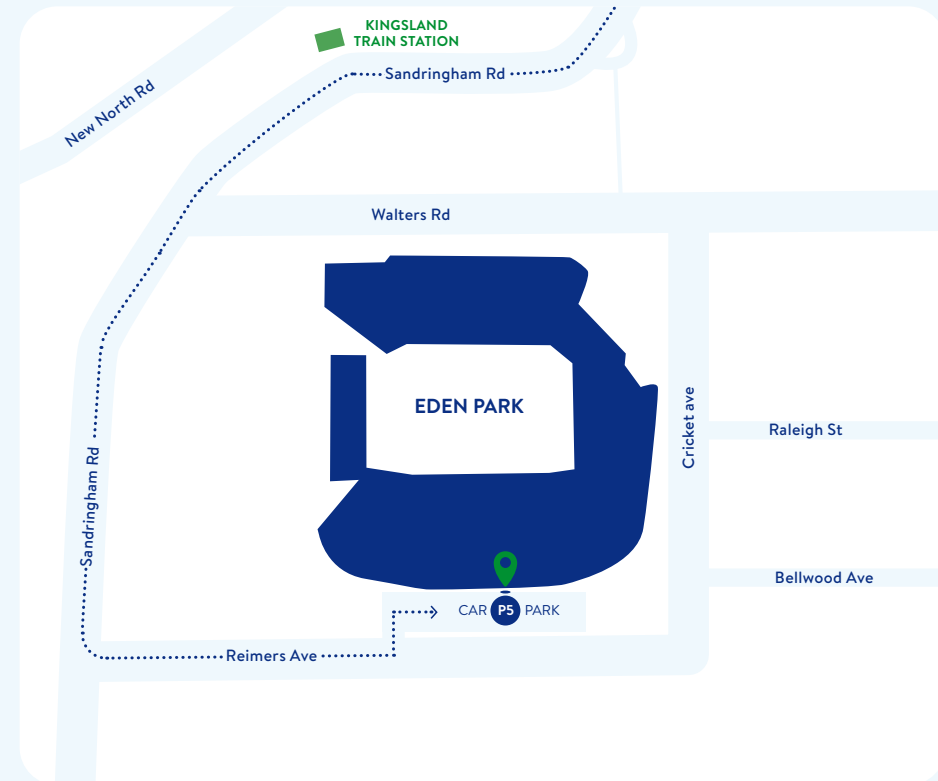 KINGSLAND
TRAIN STATION
Sandringham Rd
New North Rd
Walters Rd
EDEN PARK
Cricket ave
Raleigh St
Sandringham Rd
Bellwood Ave
CAR P5 PARK
Reimers Ave